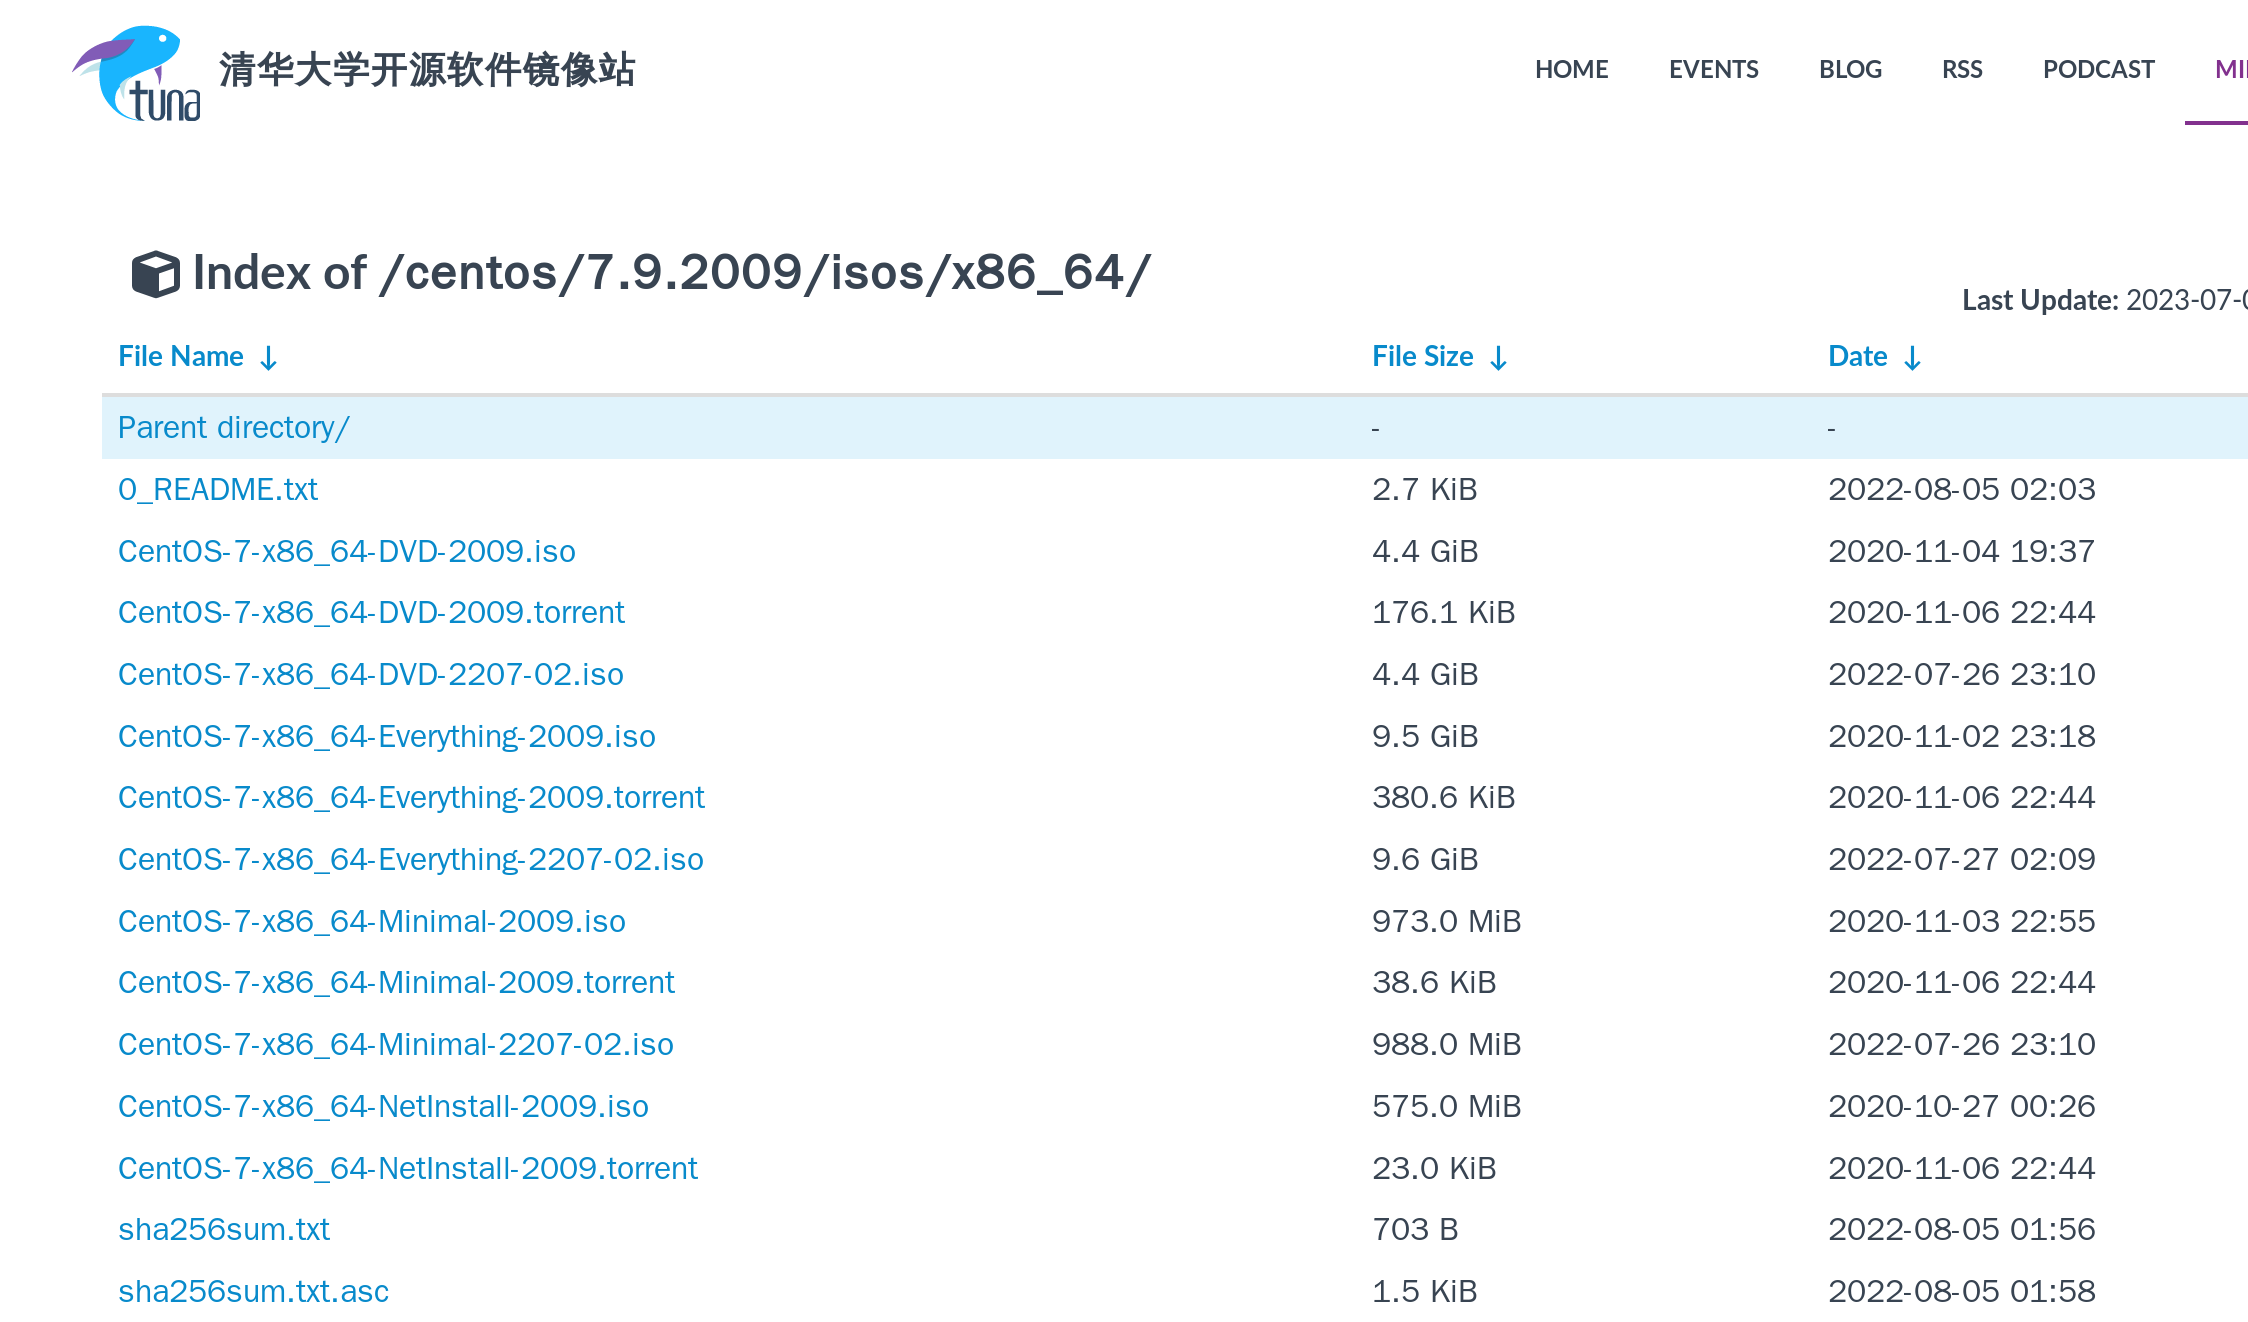 tuna 清华大学开源软件镜像站 HOME EVENTS BLOG RSS PODCAST
Index of /centos/7.9.2009/isos/x86_64/
Last Update: 2023-07-
File Name ↓ File Size ↓ Date ↓
Parent directory/ - -
0_README.txt 2.7 KiB 2022-08-05 02:03
CentOS-7-x86_64-DVD-2009.iso 4.4 GiB 2020-11-04 19:37
CentOS-7-x86_64-DVD-2009.torrent 176.1 KiB 2020-11-06 22:44
CentOS-7-x86_64-DVD-2207-02.iso 4.4 GiB 2022-07-26 23:10
CentOS-7-x86_64-Everything-2009.iso 9.5 GiB 2020-11-02 23:18
CentOS-7-x86_64-Everything-2009.torrent 380.6 KiB 2020-11-06 22:44
CentOS-7-x86_64-Everything-2207-02.iso 9.6 GiB 2022-07-27 02:09
CentOS-7-x86_64-Minimal-2009.iso 973.0 MiB 2020-11-03 22:55
CentOS-7-x86_64-Minimal-2009.torrent 38.6 KiB 2020-11-06 22:44
CentOS-7-x86_64-Minimal-2207-02.iso 988.0 MiB 2022-07-26 23:10
CentOS-7-x86_64-NetInstall-2009.iso 575.0 MiB 2020-10-27 00:26
CentOS-7-x86_64-NetInstall-2009.torrent 23.0 KiB 2020-11-06 22:44
sha256sum.txt 703 B 2022-08-05 01:56
sha256sum.txt.asc 1.5 KiB 2022-08-05 01:58